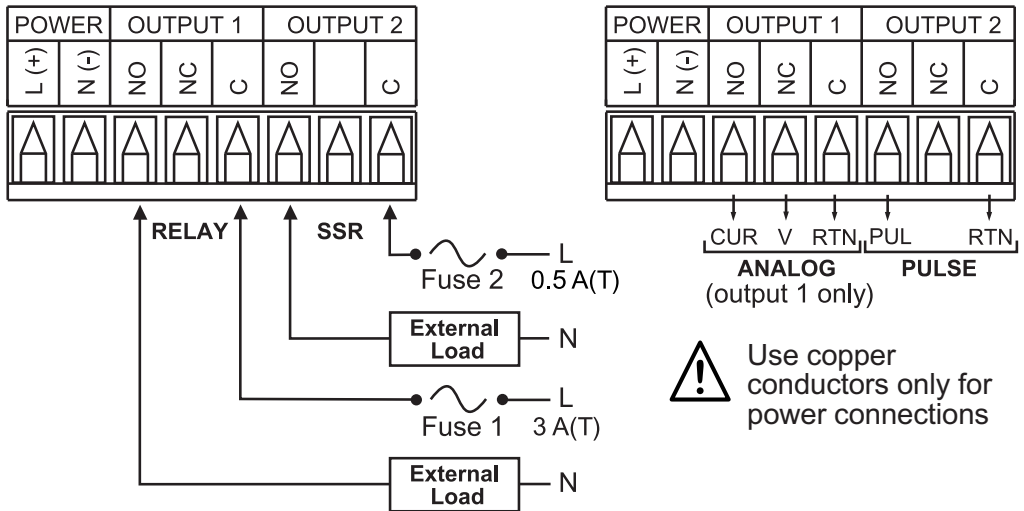 POWER OUTPUT 1 OUTPUT 2
L (+) N (-) NO NC C NO C
RELAY SSR
L
Fuse 2 0.5 A(T)
External
Load
N
L
Fuse 1 3 A(T)
External
Load
N
POWER OUTPUT 1 OUTPUT 2
L (+) N (-) NO NC C NO NC C
CUR V RTN PUL RTN
ANALOG PULSE
(output 1 only)
!
Use copper
conductors only for
power connections